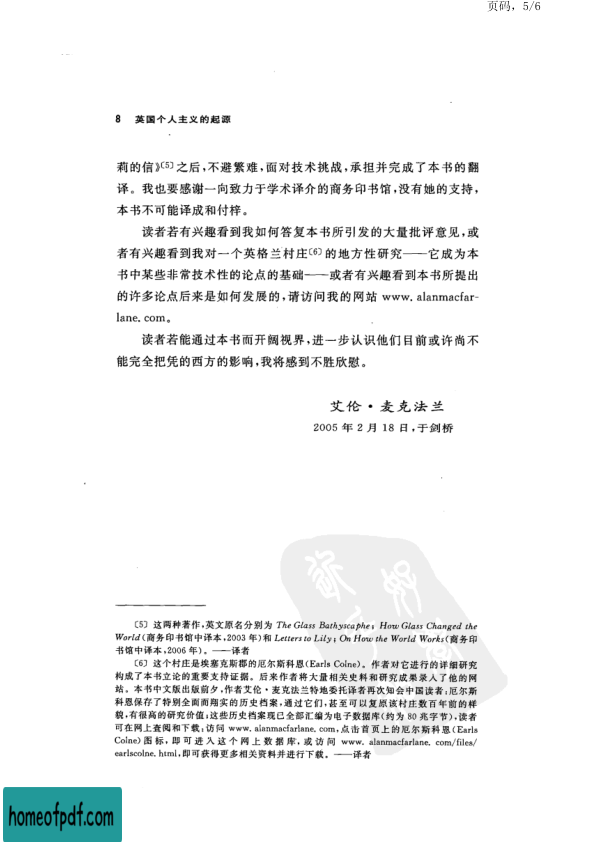 页码，5/6
8 英国个人主义的起源
莉的信》〔5〕之后，不避繁难，面对技术挑战，承担并完成了本书的翻
译。我也要感谢一向致力于学术译介的商务印书馆，没有她的支持，
本书不可能译成和付梓。
读者若有兴趣看到我如何答复本书所引发的大量批评意见，或
者有兴趣看到我对一个英格兰村庄〔6〕的地方性研究——它成为本
书中某些非常技术性的论点的基础——或者有兴趣看到本书所提出
的许多论点后来是如何发展的，请访问我的网站 www. alanmacfar-
lane. com。
读者若能通过本书而开阔视界，进一步认识他们目前或许尚不
能完全把凭的西方的影响，我将感到不胜欣慰。
艾伦·麦克法兰
2005 年 2 月 18 日，于剑桥
〔5〕 这两种著作，英文原名分别为 The Glass Bathyscaphe: How Glass Changed the
World（商务印书馆中译本，2003 年）和 Letters to Lily: On How the World Works（商务印
书馆中译本，2006 年）。——译者
〔6〕 这个村庄是埃塞克斯郡的厄尔斯科恩（Earls Colne）。作者对它进行的详细研究
构成了本书立论的重要支持证据。后来作者将大量相关史料和研究成果录入了他的网
站。本书中文版出版前夕，作者艾伦·麦克法兰特地委托译者再次知会中国读者：厄尔斯
科恩保存了特别全面而翔实的历史档案，通过它们，甚至可以复原该村庄数百年前的样
貌，有很高的研究价值；这些历史档案现已全部汇编为电子数据库（约为 80 兆字节），读者
可在网上查阅和下载：访问 www. alanmacfarlane. com，点击首页上的厄尔斯科恩（Earls
Colne）图标，即可进入这个网上数据库，或访问 www. alanmacfarlane. com/files/
earlscolne. html，即可获得更多相关资料并进行下载。——译者
homeofpdf.com